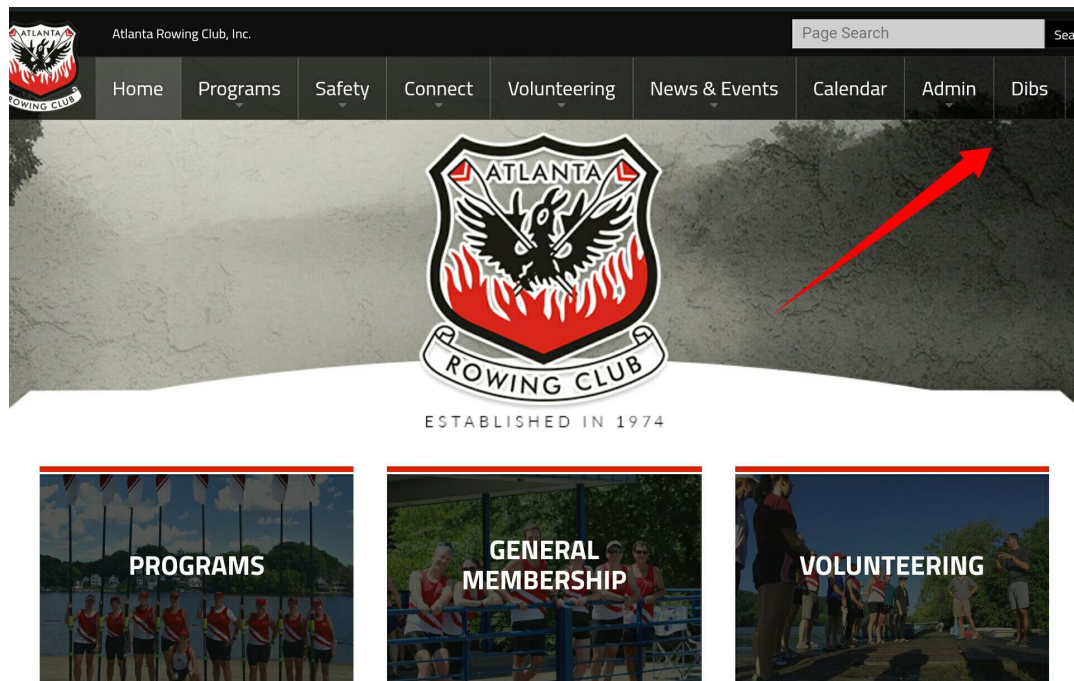 ATLANTA
ROWING CLUB
Atlanta Rowing Club, Inc.
Page Search
Sea
Home
Programs
Safety
Connect
Volunteering
News & Events
Calendar
Admin
Dibs
ATLANTA
ROWING CLUB
ESTABLISHED IN 1974
PROGRAMS
GENERAL
MEMBERSHIP
VOLUNTEERING